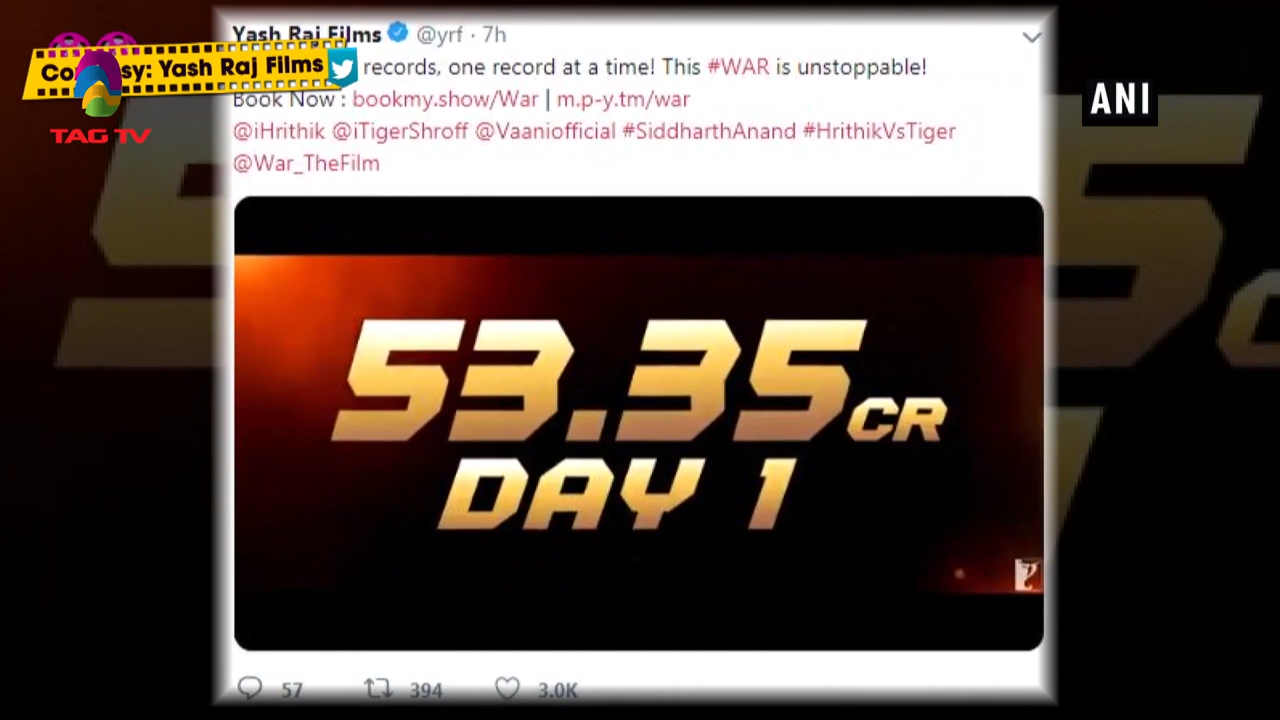 Yash Raj Films @yrf · 7h
records, one record at a time! This #WAR is unstoppable!
Book Now : bookmy.show/War | m.p-y.tm/war
@iHrithik @iTigerShroff @Vaaniofficial #SiddharthAnand #HrithikVsTiger
@War_TheFilm
Yash Raj Films
TAG TV
ANI
53.35 CR
DAY 1
57 394 3.0K